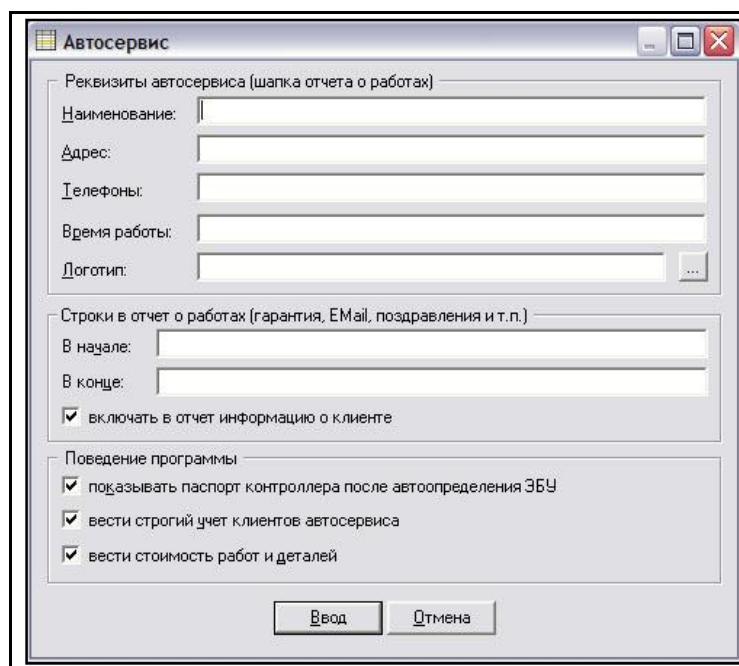 Автосервис
Реквизиты автосервиса (шапка отчета о работах)
Наименование:
Адрес:
Телефоны:
Время работы:
Логотип:
...
Строки в отчет о работах (гарантия, EMail, поздравления и т.п.)
В начале:
В конце:
включать в отчет информацию о клиенте
Поведение программы
показывать паспорт контроллера после автоопределения ЭБУ
вести строгий учет клиентов автосервиса
вести стоимость работ и деталей
Ввод Отмена